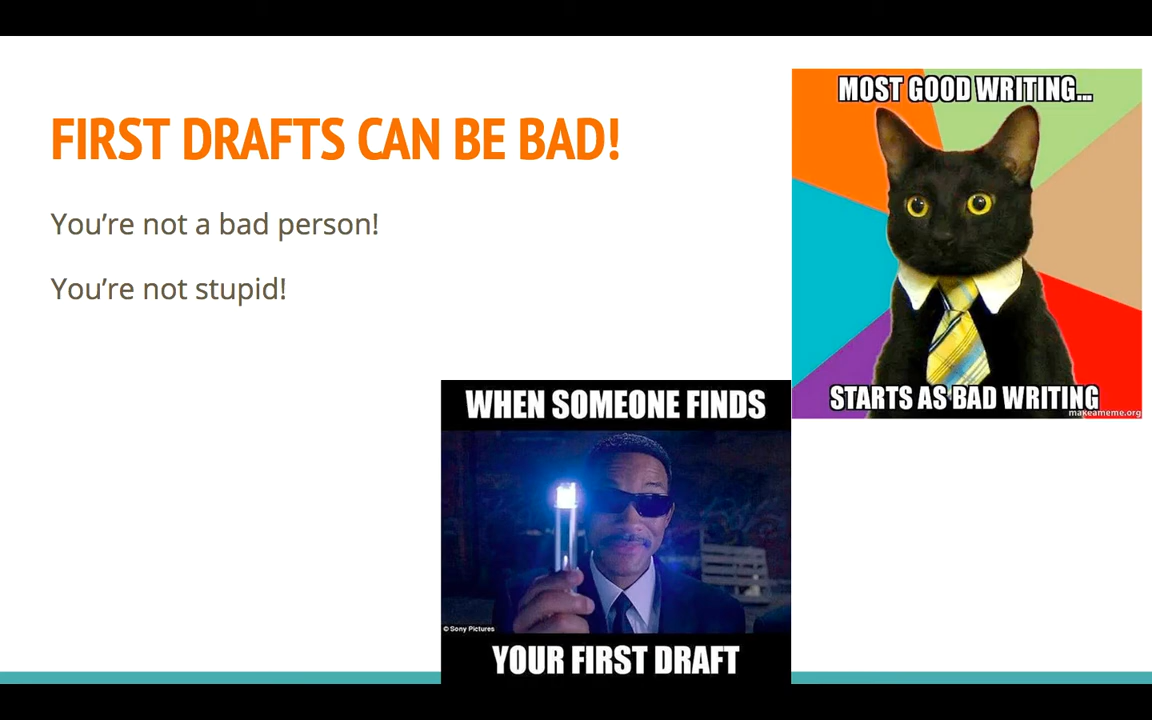 FIRST DRAFTS CAN BE BAD!
You're not a bad person!
You're not stupid!
MOST GOOD WRITING...
STARTS AS BAD WRITING
makeameme.org
WHEN SOMEONE FINDS
© Sony Pictures
YOUR FIRST DRAFT